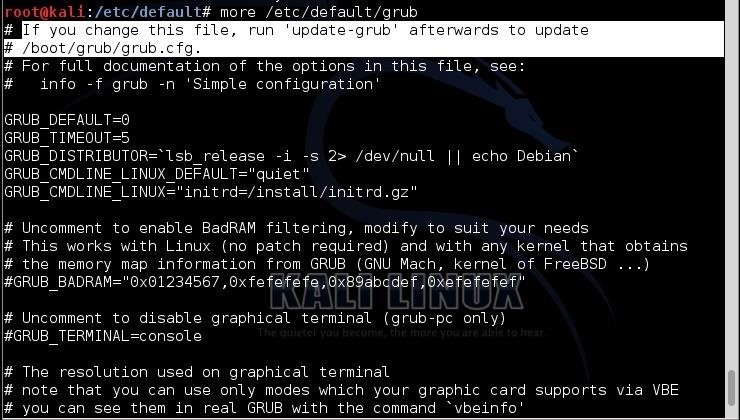 root@kali:/etc/default# more /etc/default/grub
# If you change this file, run 'update-grub' afterwards to update
# /boot/grub/grub.cfg.
# For full documentation of the options in this file, see:
#   info -f grub -n 'Simple configuration'

GRUB_DEFAULT=0
GRUB_TIMEOUT=5
GRUB_DISTRIBUTOR=`lsb_release -i -s 2> /dev/null || echo Debian`
GRUB_CMDLINE_LINUX_DEFAULT="quiet"
GRUB_CMDLINE_LINUX="initrd=/install/initrd.gz"

# Uncomment to enable BadRAM filtering, modify to suit your needs
# This works with Linux (no patch required) and with any kernel that obtains
# the memory map information from GRUB (GNU Mach, kernel of FreeBSD ...)
#GRUB_BADRAM="0x01234567,0xfefefefe,0x89abcdef,0xefefefef"
KALI LINUX
# Uncomment to disable graphical terminal (grub-pc only)
The quieter you become, the more you are able to hear.
#GRUB_TERMINAL=console

# The resolution used on graphical terminal
# note that you can use only modes which your graphic card supports via VBE
# you can see them in real GRUB with the command `vbeinfo'